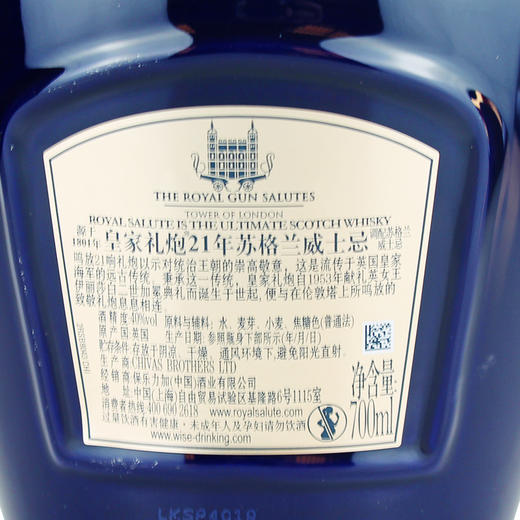 THE ROYAL GUN SALUTES
TOWER OF LONDON
ROYAL SALUTE IS THE ULTIMATE SCOTCH WHISKY
源于1801年 皇家礼炮®21年苏格兰威士忌 调配苏格兰威士忌
鸣放21响礼炮以示对统治王朝的崇高敬意,这是流传于英国皇家
海军的远古传统。秉承这一传统,皇家礼炮自1953年献礼英女王
伊丽莎白二世加冕典礼而诞生于世起,便与在伦敦塔上所鸣放的
致敬礼炮息息相连
酒精度:40%vol 原料与辅料:水、麦芽、小麦、焦糖色(普通法)
原产国:英国 生产日期:参照瓶身下部所示(年/月/日)
贮存条件:存放于阴凉、干燥、通风环境下,避免阳光直射.
生产商:CHIVAS BROTHERS LTD
经销商:保乐力加(中国)酒业有限公司
地址:中国(上海)自由贸易试验区基隆路6号1115室
消费者热线:400 690 2618 www.royalsalute.com
过量饮酒有害健康,未成年人及孕妇请勿饮酒
www.wise-drinking.com
净含量:
700ml
LKSP4019